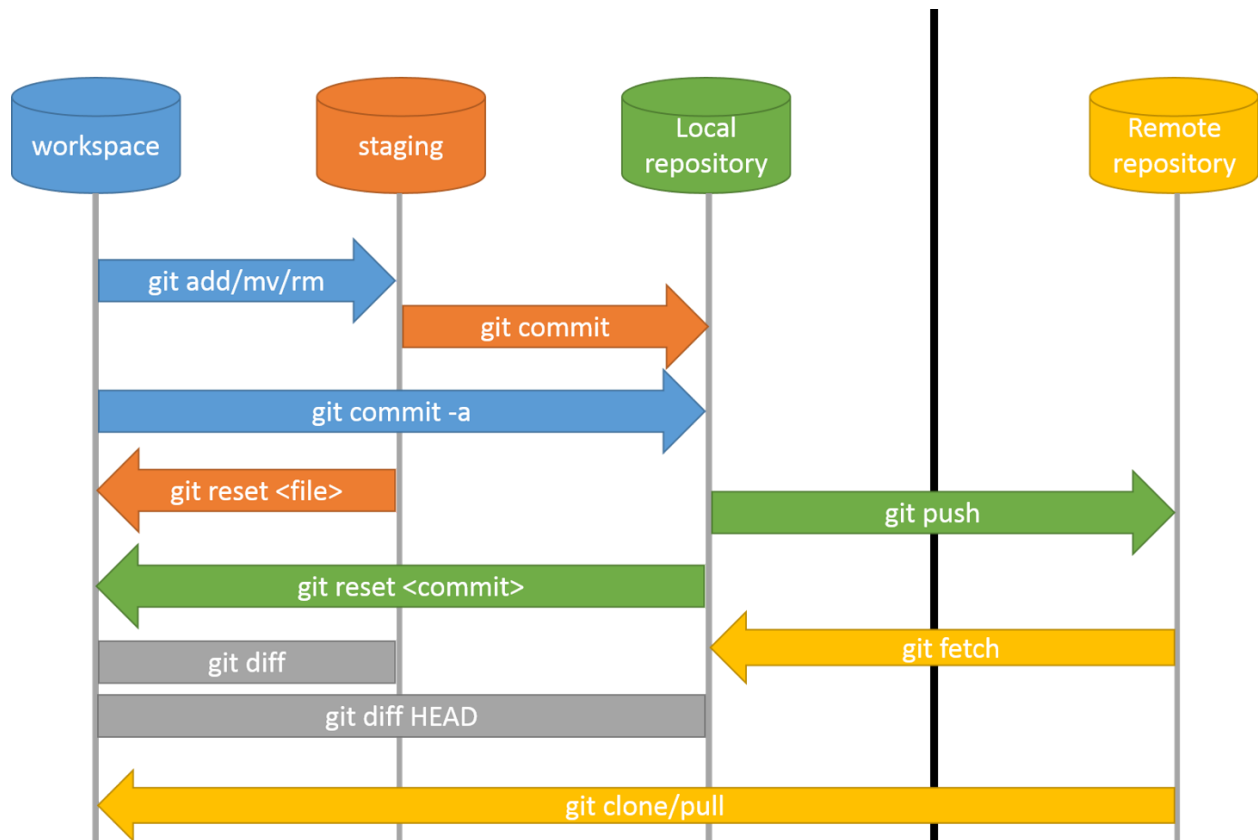 workspace
staging
Local
repository
Remote
repository
git add/mv/rm
git commit
git commit -a
git reset <file>
git push
git reset <commit>
git fetch
git diff
git diff HEAD
git clone/pull